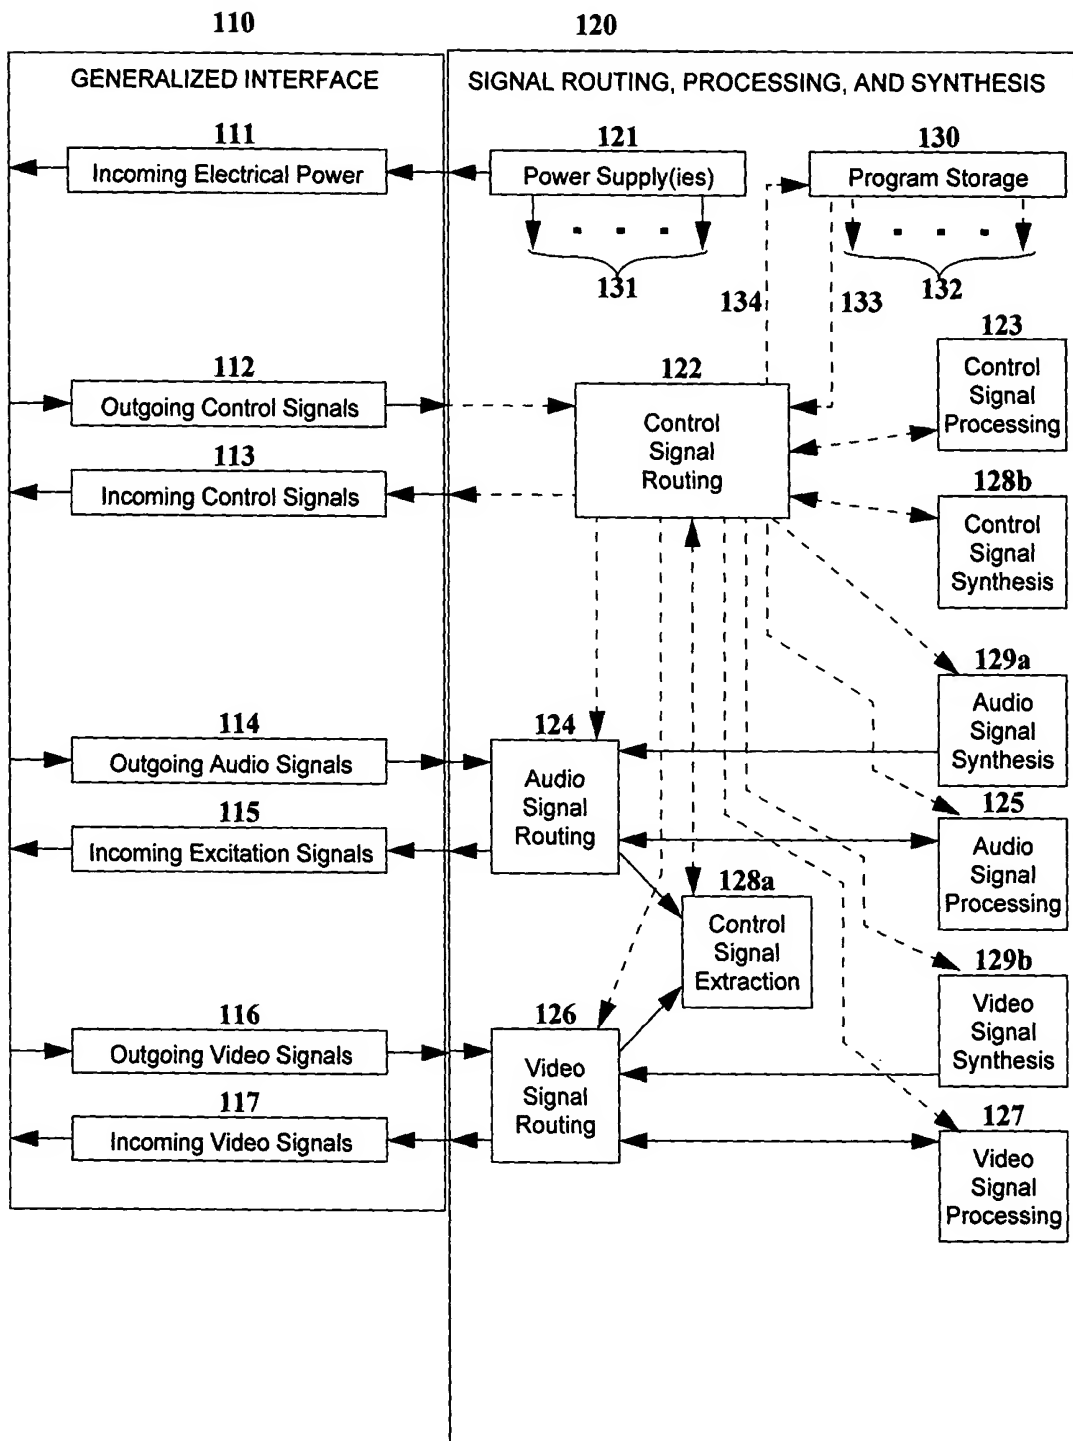 110
120
GENERALIZED INTERFACE
SIGNAL ROUTING, PROCESSING, AND SYNTHESIS
111
Incoming Electrical Power
121
Power Supply(ies)
130
Program Storage
131
132
134
133
112
Outgoing Control Signals
113
Incoming Control Signals
122
Control
Signal
Routing
123
Control
Signal
Processing
128b
Control
Signal
Synthesis
114
Outgoing Audio Signals
115
Incoming Excitation Signals
124
Audio
Signal
Routing
129a
Audio
Signal
Synthesis
125
Audio
Signal
Processing
128a
Control
Signal
Extraction
116
Outgoing Video Signals
117
Incoming Video Signals
126
Video
Signal
Routing
129b
Video
Signal
Synthesis
127
Video
Signal
Processing